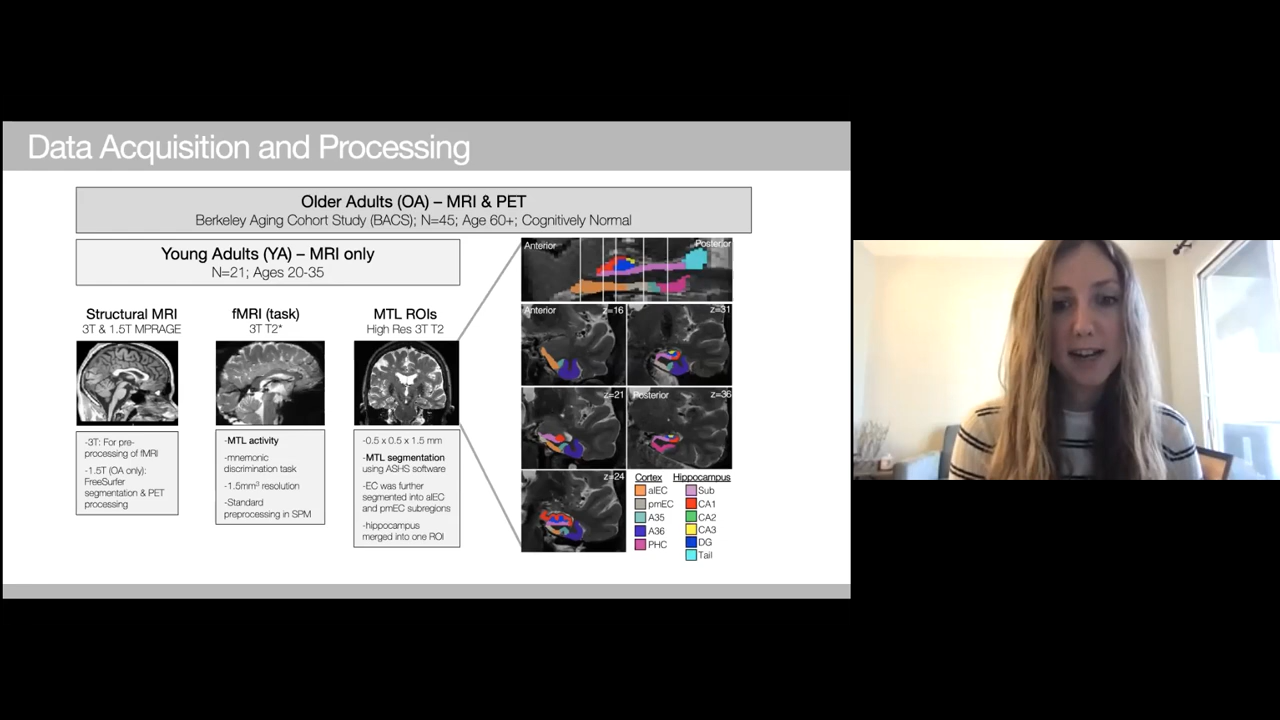 Data Acquisition and Processing
Older Adults (OA) – MRI & PET
Berkeley Aging Cohort Study (BACS); N=45; Age 60+; Cognitively Normal
Young Adults (YA) – MRI only
N=21; Ages 20-35
Structural MRI
3T & 1.5T MPRAGE
-3T: For pre-
processing of fMRI
-1.5T (OA only):
FreeSurfer
segmentation & PET
processing
fMRI (task)
3T T2*
-MTL activity
-mnemonic
discrimination task
-1.5mm³ resolution
-Standard
preprocessing in SPM
MTL ROIs
High Res 3T T2
-0.5 x 0.5 x 1.5 mm
-MTL segmentation
using ASHS software
-EC was further
segmented into alEC
and pmEC subregions
-hippocampus
merged into one ROI
Anterior
Posterior
Anterior
z=16
z=31
z=21
Posterior
z=36
z=24
Cortex
alEC
pmEC
A35
A36
PHC
Hippocampus
Sub
CA1
CA2
CA3
DG
Tail